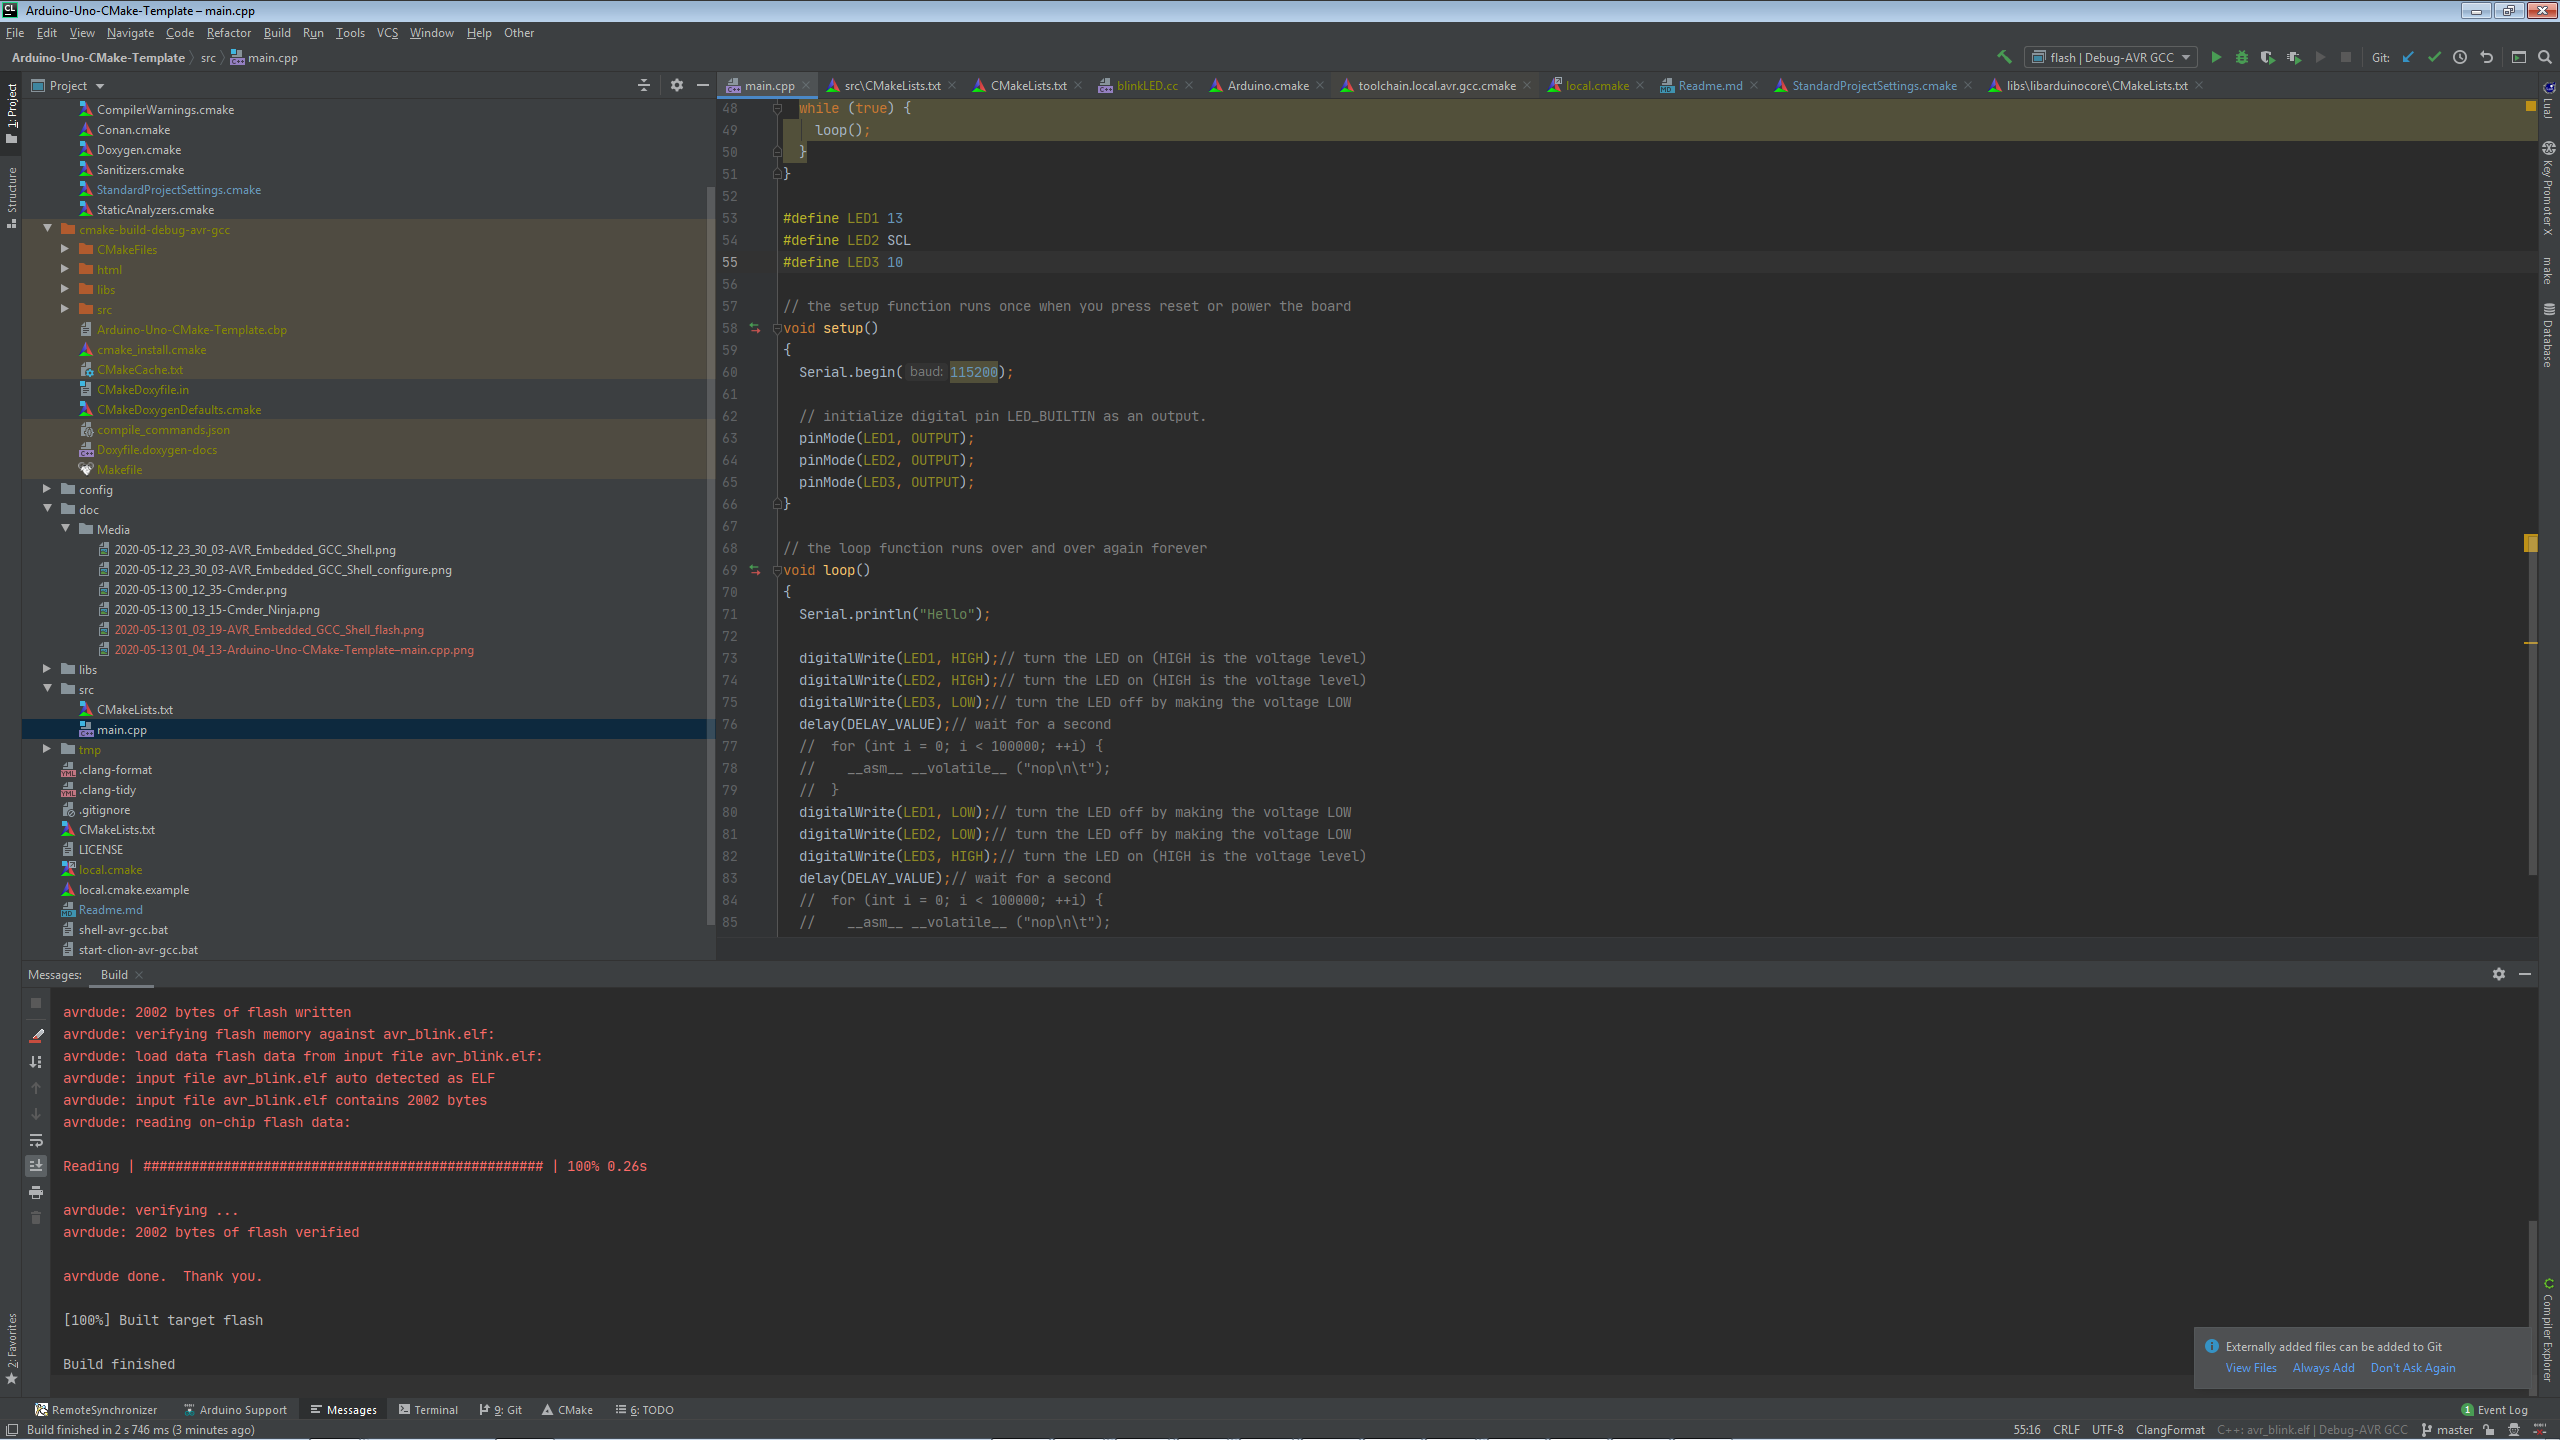 Arduino-Uno-CMake-Template – main.cpp
File Edit View Navigate Code Refactor Build Run Tools VCS Window Help Other
Arduino-Uno-CMake-Template src main.cpp
flash | Debug-AVR GCC
Git:
Project
main.cpp src\CMakeLists.txt CMakeLists.txt blinkLED.cc Arduino.cmake toolchain.local.avr.gcc.cmake local.cmake Readme.md StandardProjectSettings.cmake libs\libarduinocore\CMakeLists.txt
1: Project
Structure
2: Favorites
CompilerWarnings.cmake
Conan.cmake
Doxygen.cmake
Sanitizers.cmake
StandardProjectSettings.cmake
StaticAnalyzers.cmake
cmake-build-debug-avr-gcc
CMakeFiles
html
libs
src
Arduino-Uno-CMake-Template.cbp
cmake_install.cmake
CMakeCache.txt
CMakeDoxyfile.in
CMakeDoxygenDefaults.cmake
compile_commands.json
Doxyfile.doxygen-docs
Makefile
config
doc
Media
2020-05-12_23_30_03-AVR_Embedded_GCC_Shell.png
2020-05-12_23_30_03-AVR_Embedded_GCC_Shell_configure.png
2020-05-13 00_12_35-Cmder.png
2020-05-13 00_13_15-Cmder_Ninja.png
2020-05-13 01_03_19-AVR_Embedded_GCC_Shell_flash.png
2020-05-13 01_04_13-Arduino-Uno-CMake-Template–main.cpp.png
libs
src
CMakeLists.txt
main.cpp
tmp
.clang-format
.clang-tidy
.gitignore
CMakeLists.txt
LICENSE
local.cmake
local.cmake.example
Readme.md
shell-avr-gcc.bat
start-clion-avr-gcc.bat
48 while (true) {
49 loop();
50 }
51 }
52
53 #define LED1 13
54 #define LED2 SCL
55 #define LED3 10
56
57 // the setup function runs once when you press reset or power the board
58 void setup()
59 {
60 Serial.begin( baud: 115200);
61
62 // initialize digital pin LED_BUILTIN as an output.
63 pinMode(LED1, OUTPUT);
64 pinMode(LED2, OUTPUT);
65 pinMode(LED3, OUTPUT);
66 }
67
68 // the loop function runs over and over again forever
69 void loop()
70 {
71 Serial.println("Hello");
72
73 digitalWrite(LED1, HIGH);// turn the LED on (HIGH is the voltage level)
74 digitalWrite(LED2, HIGH);// turn the LED on (HIGH is the voltage level)
75 digitalWrite(LED3, LOW);// turn the LED off by making the voltage LOW
76 delay(DELAY_VALUE);// wait for a second
77 // for (int i = 0; i < 100000; ++i) {
78 // __asm__ __volatile__ ("nop\n\t");
79 // }
80 digitalWrite(LED1, LOW);// turn the LED off by making the voltage LOW
81 digitalWrite(LED2, LOW);// turn the LED off by making the voltage LOW
82 digitalWrite(LED3, HIGH);// turn the LED on (HIGH is the voltage level)
83 delay(DELAY_VALUE);// wait for a second
84 // for (int i = 0; i < 100000; ++i) {
85 // __asm__ __volatile__ ("nop\n\t");
LuaJ
Key Promoter X
make
Database
Compiler Explorer
Messages: Build
avrdude: 2002 bytes of flash written
avrdude: verifying flash memory against avr_blink.elf:
avrdude: load data flash data from input file avr_blink.elf:
avrdude: input file avr_blink.elf auto detected as ELF
avrdude: input file avr_blink.elf contains 2002 bytes
avrdude: reading on-chip flash data:
Reading | ################################################## | 100% 0.26s
avrdude: verifying ...
avrdude: 2002 bytes of flash verified
avrdude done.  Thank you.
[100%] Built target flash
Build finished
Externally added files can be added to Git
View Files Always Add Don't Ask Again
RemoteSynchronizer Arduino Support Messages Terminal 9: Git CMake 6: TODO
1 Event Log
Build finished in 2 s 746 ms (3 minutes ago)
55:16 CRLF UTF-8 ClangFormat C++: avr_blink.elf | Debug-AVR GCC master